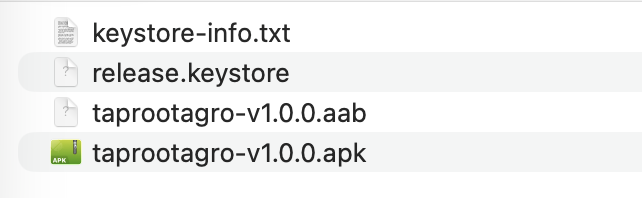 keystore-info.txt
release.keystore
taprootagro-v1.0.0.aab
APK
taprootagro-v1.0.0.apk